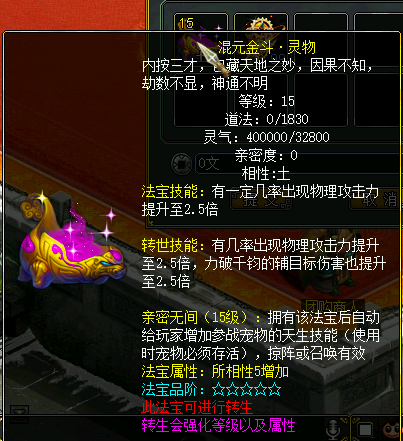 15
混元金斗·灵物
内按三才，藏天地之妙，因果不知，
劫数不显，神通不明
等级：15
道法：0/1830
灵气：400000/32800
亲密度：0
相性:土
0文
取 消
法宝技能：有一定几率出现物理攻击力
提升至2.5倍
转世技能：有几率出现物理攻击力提升
至2.5倍，力破千钧的辅目标伤害也提升
至2.5倍
团购商人
亲密无间（15级）：拥有该法宝后自动
给玩家增加参战宠物的天生技能（使用
时宠物必须存活），掠阵或召唤有效
法宝属性：所相性5增加
法宝品阶：☆☆☆☆☆
此法宝可进行转生
转生会强化等级以及属性